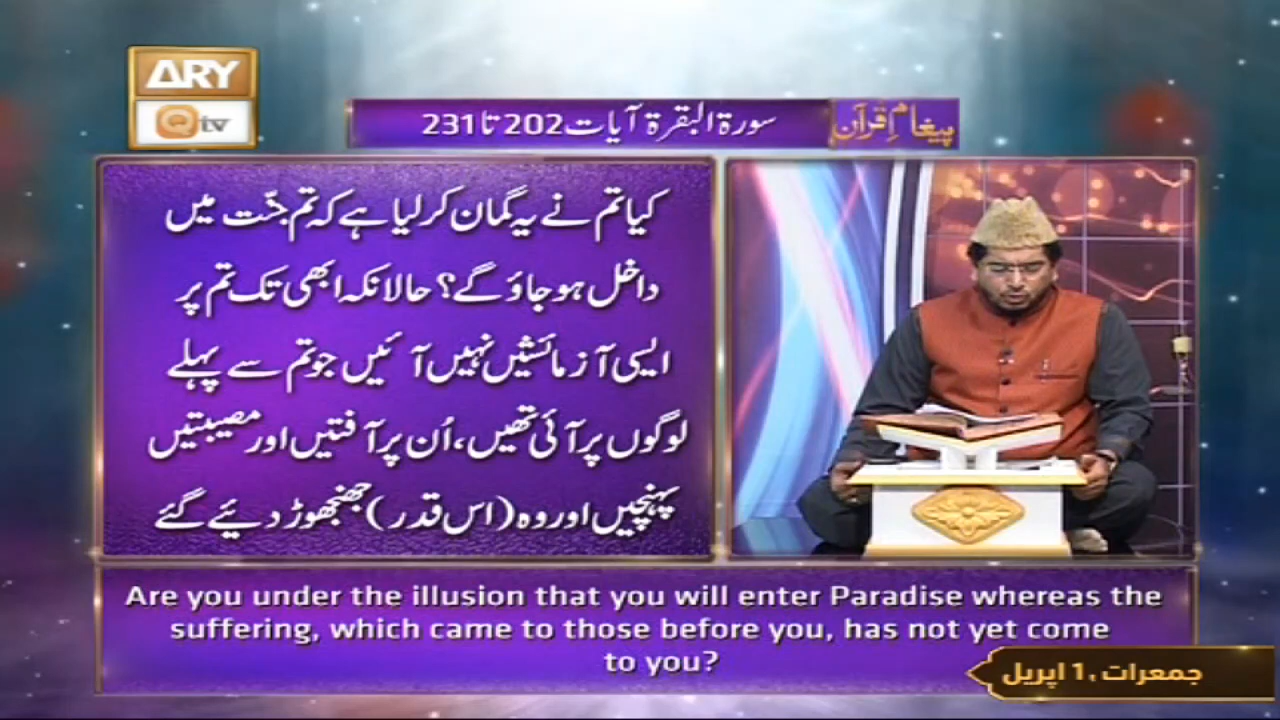 ARY
Qtv
پیغامِ قرآن
سورۃ البقرۃ آیات 202 تا 231
کیا تم نے یہ گمان کر لیا ہے کہ تم جنّت میں
داخل ہو جاؤ گے؟ حالانکہ ابھی تک تم پر
ایسی آزمائشیں نہیں آئیں جو تم سے پہلے
لوگوں پر آئی تھیں، اُن پر آفتیں اور مصیبتیں
پہنچیں اور وہ (اس قدر) جھنجھوڑ دیئے گئے
Are you under the illusion that you will enter Paradise whereas the
suffering, which came to those before you, has not yet come
to you?
جمعرات، 1 اپریل